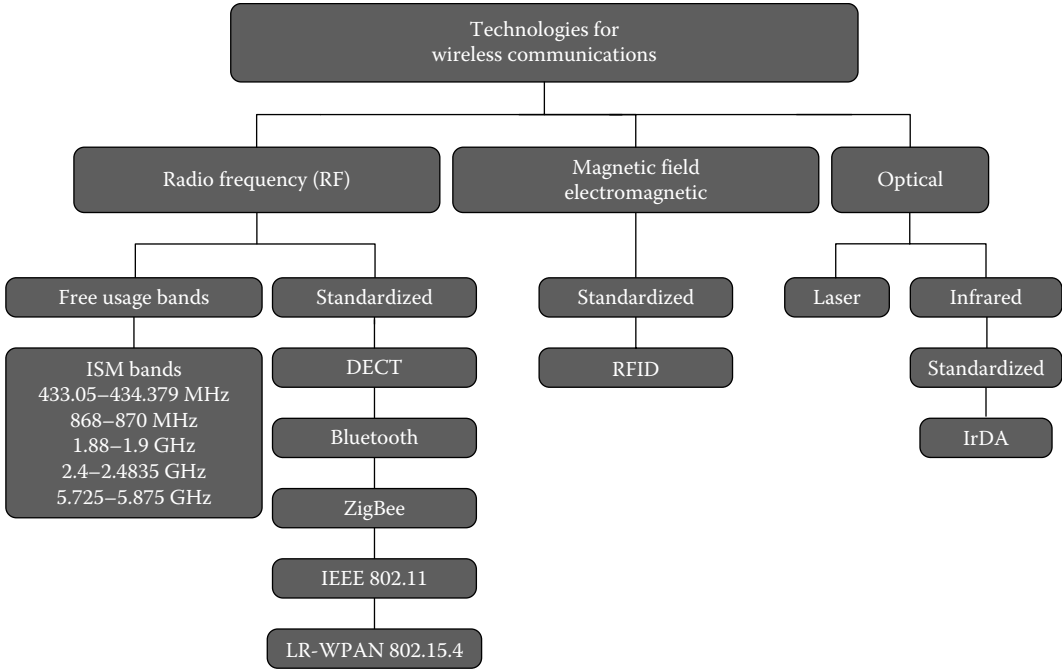 Technologies for
wireless communications
Radio frequency (RF)
Magnetic field
electromagnetic
Optical
Free usage bands
Standardized
Standardized
Laser
Infrared
ISM bands
433.05–434.379 MHz
868–870 MHz
1.88–1.9 GHz
2.4–2.4835 GHz
5.725–5.875 GHz
DECT
RFID
Standardized
Bluetooth
IrDA
ZigBee
IEEE 802.11
LR-WPAN 802.15.4